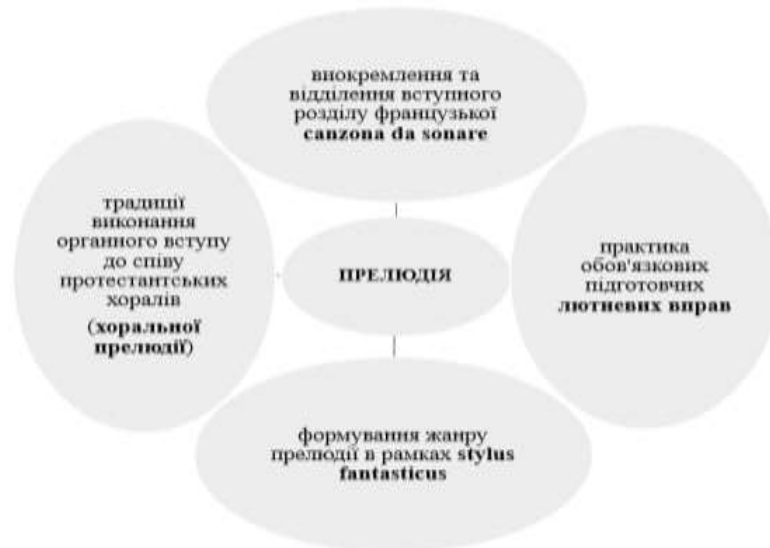 виокремлення та
відділення вступного
розділу французької
canzona da sonare
традиції
виконання
органного вступу
до співу
протестантських
хоралів
(хоральної
прелюдії)
ПРЕЛЮДІЯ
практика
обов'язкових
підготовчих
лютневих вправ
формування жанру
прелюдії в рамках stylus
fantasticus